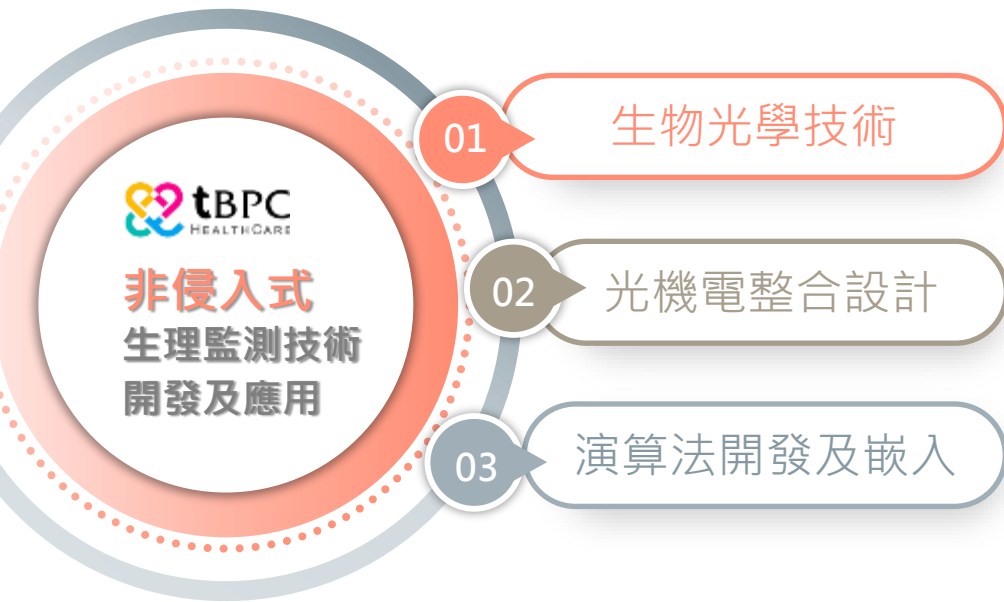 tBPC
HEALTHCARE
非侵入式
生理監測技術
開發及應用
01
生物光學技術
02
光機電整合設計
03
演算法開發及嵌入